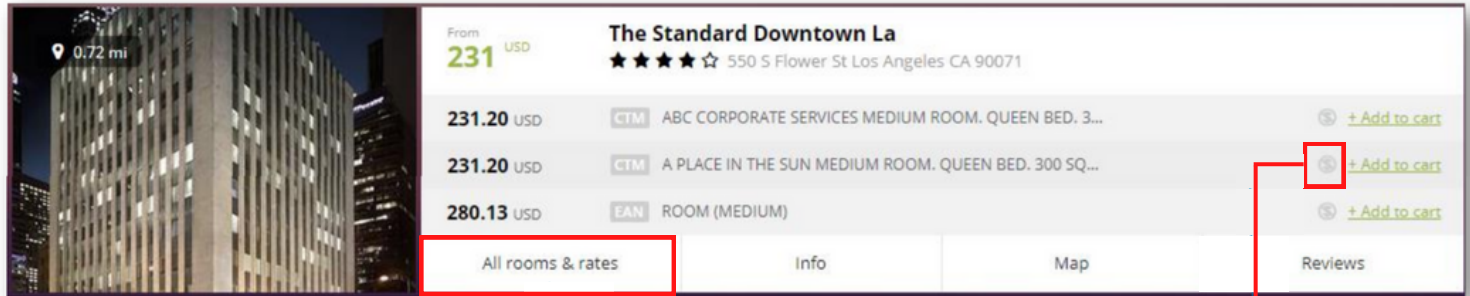 0.72 mi
From
231 USD
The Standard Downtown La
550 S Flower St Los Angeles CA 90071
231.20 USD CTM ABC CORPORATE SERVICES MEDIUM ROOM. QUEEN BED. 3... + Add to cart
231.20 USD CTM A PLACE IN THE SUN MEDIUM ROOM. QUEEN BED. 300 SQ... + Add to cart
280.13 USD EAN ROOM (MEDIUM) + Add to cart
All rooms & rates Info Map Reviews